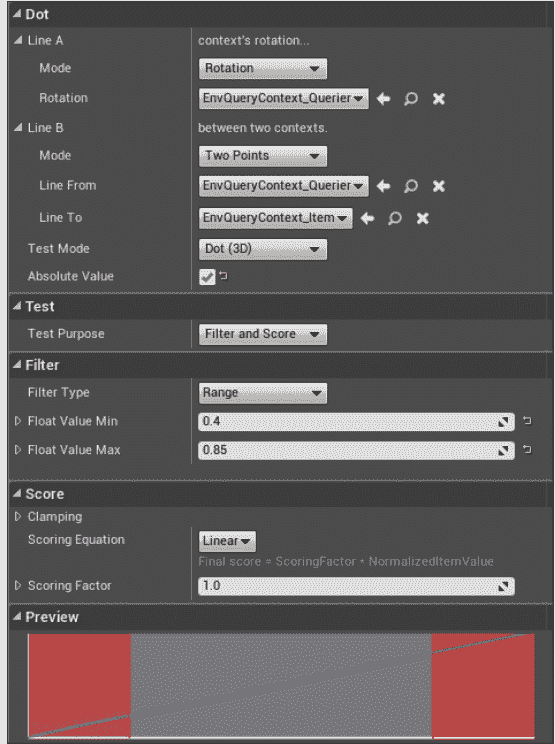 Dot
Line A context's rotation...
Mode Rotation
Rotation EnvQueryContext_Querier
Line B between two contexts.
Mode Two Points
Line From EnvQueryContext_Querier
Line To EnvQueryContext_Item
Test Mode Dot (3D)
Absolute Value
Test
Test Purpose Filter and Score
Filter
Filter Type Range
Float Value Min 0.4
Float Value Max 0.85
Score
Clamping
Scoring Equation Linear
Final score = ScoringFactor * NormalizedItemValue
Scoring Factor 1.0
Preview